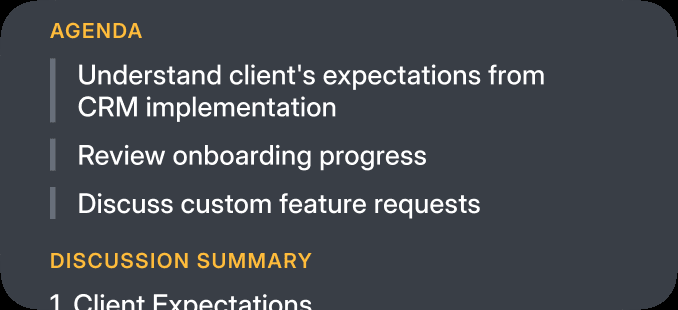 AGENDA
Understand client's expectations from
CRM implementation
Review onboarding progress
Discuss custom feature requests
DISCUSSION SUMMARY
1. Client Expectations